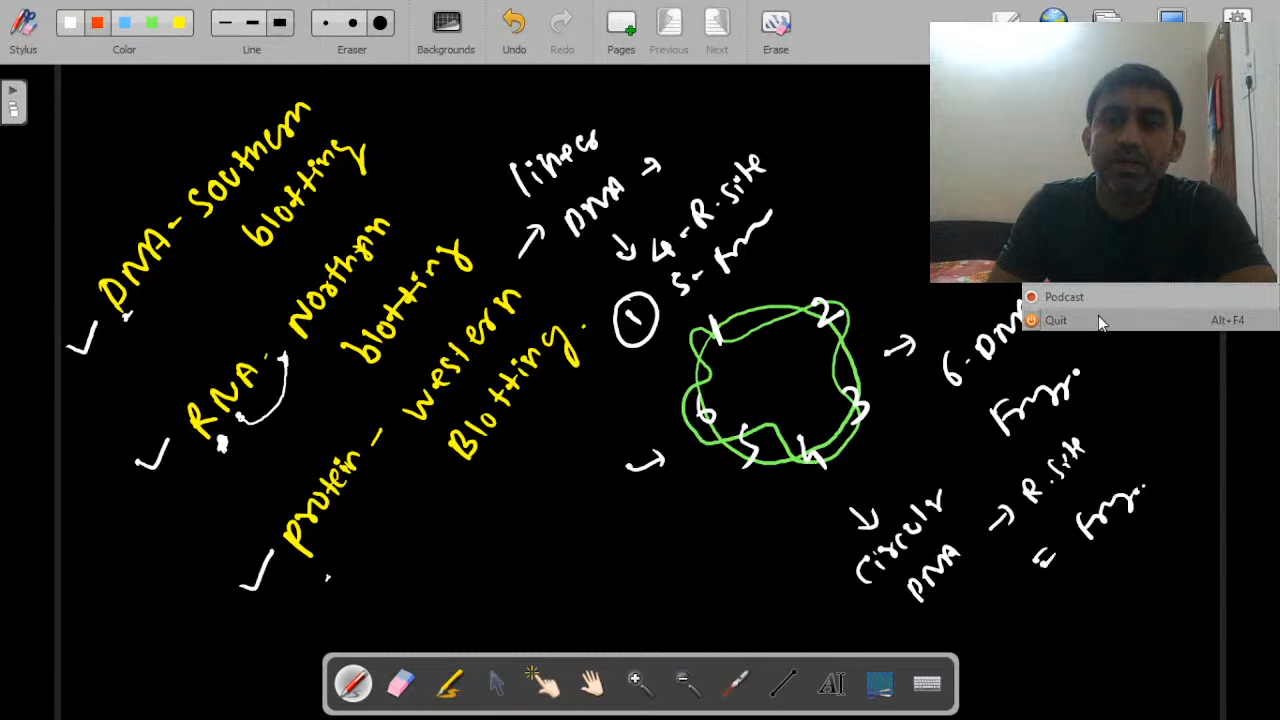 Stylus
Color
Line
Eraser
Backgrounds
Undo
Redo
Pages
Previous
Next
Erase
Podcast
Quit Alt+F4
DNA - Southern
blotting
RNA - Northrn
blotting
Protein - western
Blotting.
linear
→ DNA →
↓ 4 - R.site
5 -
1
1
2
3
4
5
6
→ 6 - DNA
Frag.
↓
Circular
DNA → R.site
= Frag.
AI